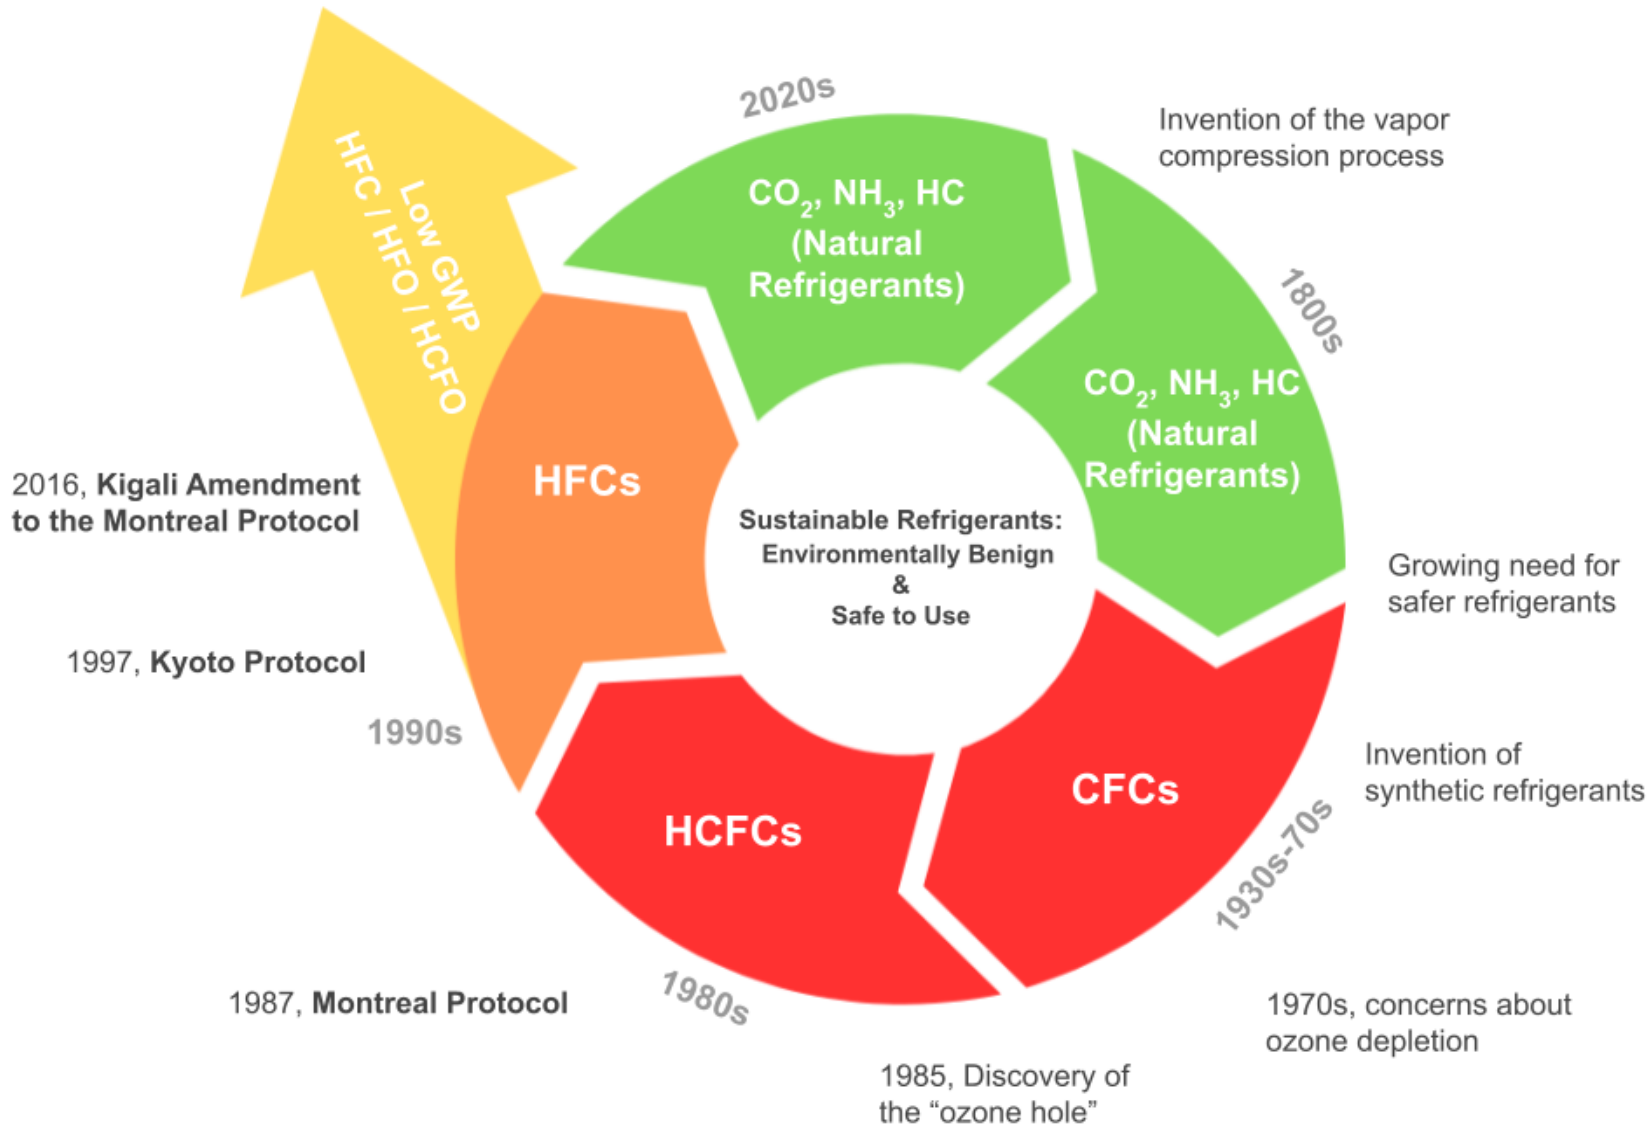 2020s
Invention of the vapor
compression process
CO₂, NH₃, HC
(Natural
Refrigerants)
1800s
CO₂, NH₃, HC
(Natural
Refrigerants)
Growing need for
safer refrigerants
Invention of
synthetic refrigerants
CFCs
1930s-70s
1970s, concerns about
ozone depletion
1985, Discovery of
the “ozone hole”
HCFCs
1980s
1987, Montreal Protocol
1990s
1997, Kyoto Protocol
HFCs
2016, Kigali Amendment
to the Montreal Protocol
Low GWP
HFC / HFO / HCFO
Sustainable Refrigerants:
Environmentally Benign
&
Safe to Use